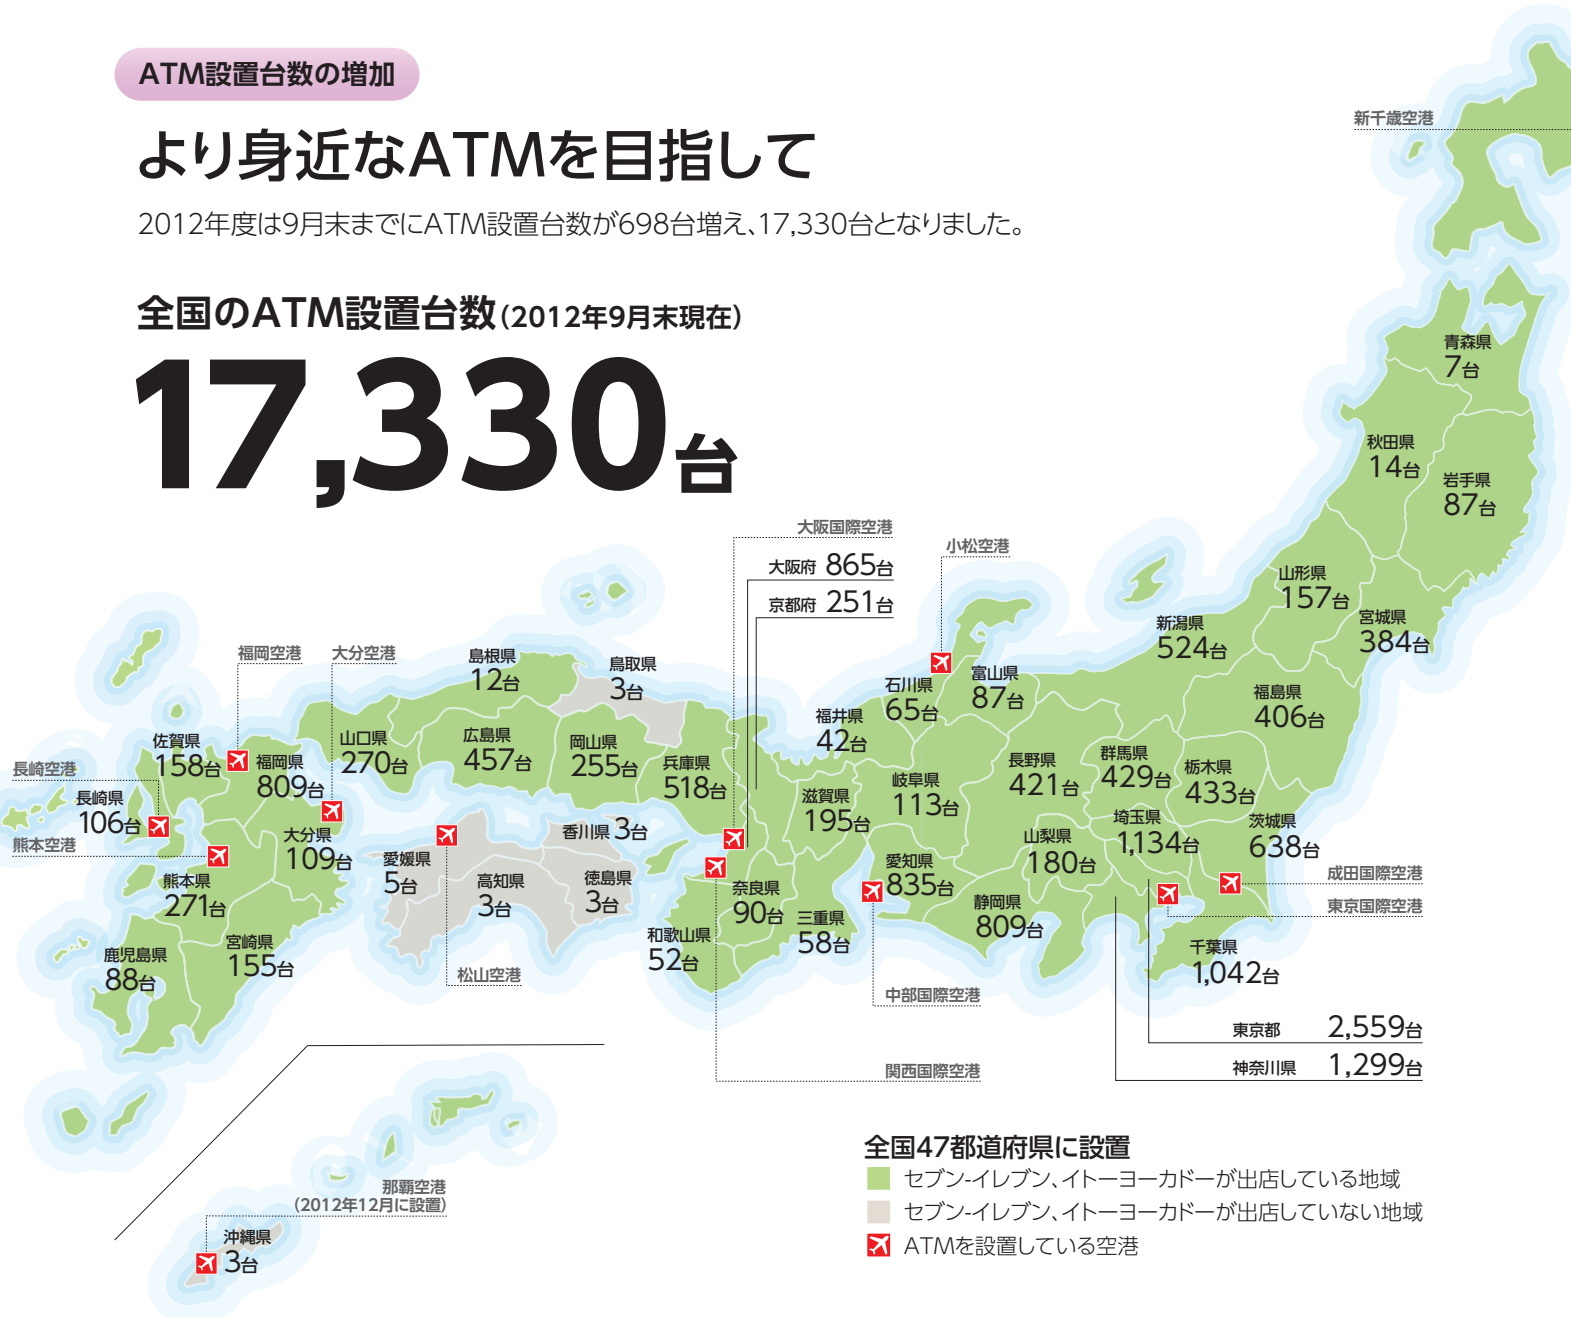 ATM設置台数の増加
より身近なATMを目指して
2012年度は9月末までにATM設置台数が698台増え、17,330台となりました。
全国のATM設置台数(2012年9月末現在)
17,330台
新千歳空港
青森県
7台
秋田県
14台
岩手県
87台
山形県
157台
宮城県
384台
新潟県
524台
福島県
406台
大阪国際空港
大阪府 865台
京都府 251台
小松空港
石川県
65台
富山県
87台
福井県
42台
長野県
421台
群馬県
429台
栃木県
433台
岐阜県
113台
滋賀県
195台
埼玉県
1,134台
茨城県
638台
山梨県
180台
愛知県
835台
静岡県
809台
成田国際空港
東京国際空港
千葉県
1,042台
東京都 2,559台
神奈川県 1,299台
中部国際空港
関西国際空港
奈良県
90台
三重県
58台
和歌山県
52台
兵庫県
518台
鳥取県
3台
島根県
12台
岡山県
255台
広島県
457台
山口県
270台
香川県 3台
徳島県
3台
愛媛県
5台
高知県
3台
松山空港
福岡空港
大分空港
佐賀県
158台
福岡県
809台
長崎空港
長崎県
106台
熊本空港
大分県
109台
熊本県
271台
宮崎県
155台
鹿児島県
88台
那覇空港
(2012年12月に設置)
沖縄県
3台
全国47都道府県に設置
セブン-イレブン、イトーヨーカドーが出店している地域
セブン-イレブン、イトーヨーカドーが出店していない地域
ATMを設置している空港